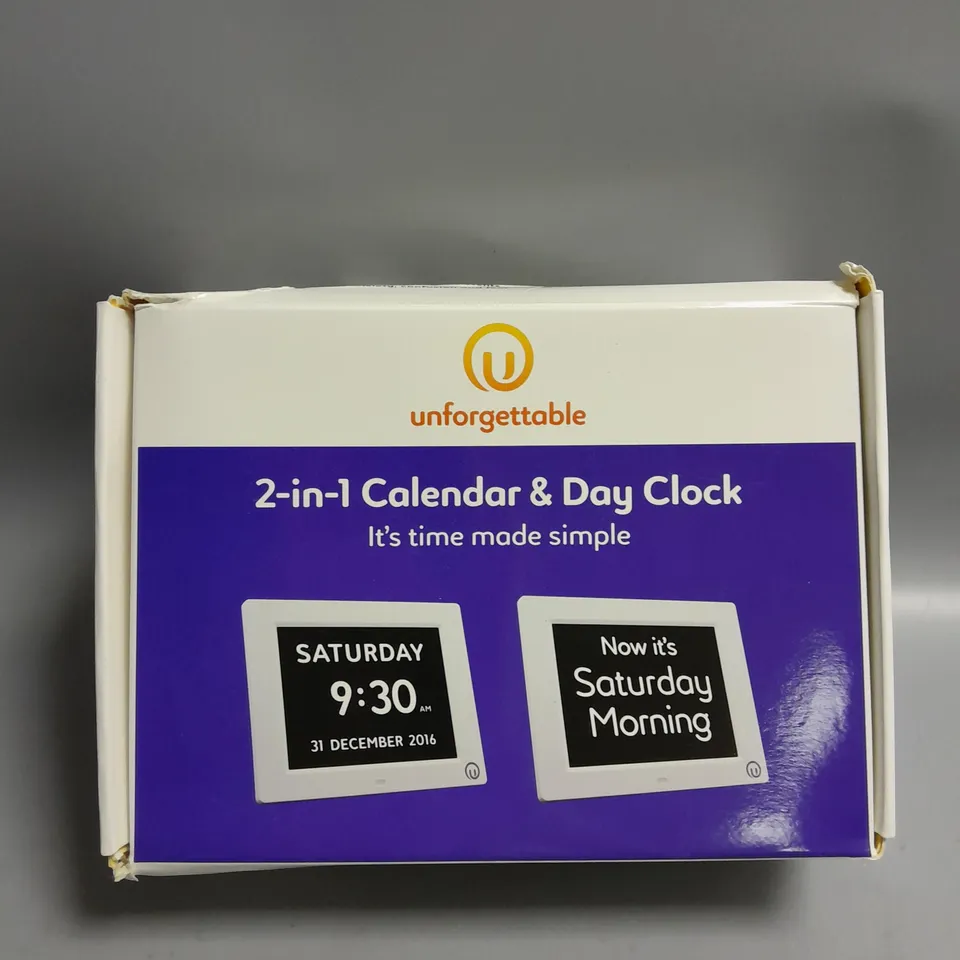 unforgettable
2-in-1 Calendar & Day Clock
It's time made simple
SATURDAY
9:30 AM
31 DECEMBER 2016
Now it's
Saturday
Morning